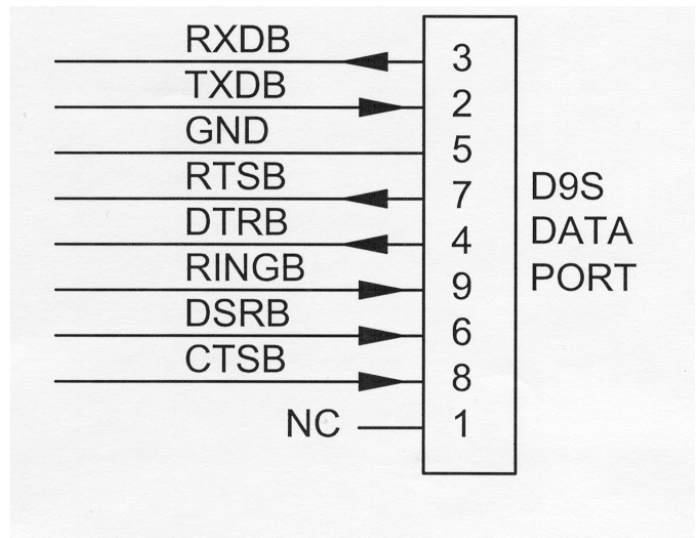 RXDB 3
TXDB 2
GND 5
RTSB 7
DTRB 4
RINGB 9
DSRB 6
CTSB 8
NC 1
D9S
DATA
PORT